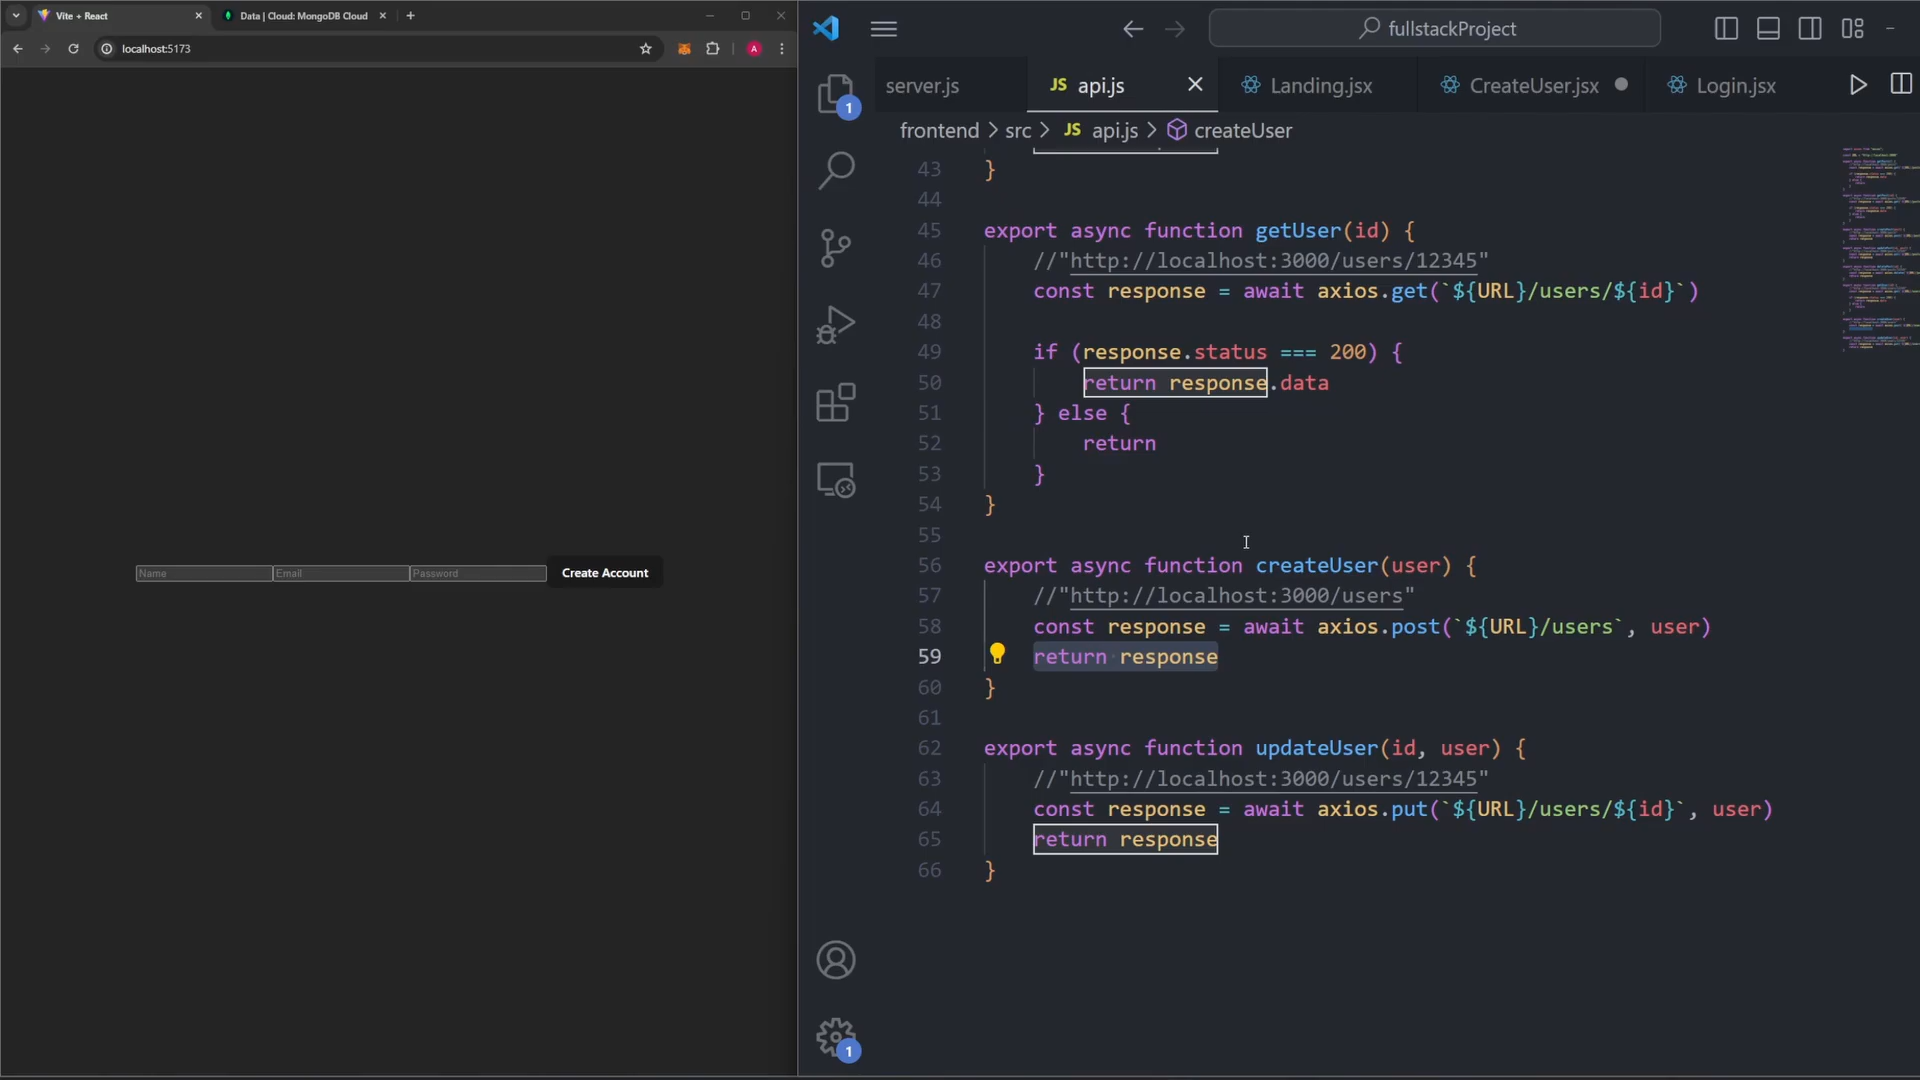 Vite + React
Data | Cloud: MongoDB Cloud
localhost:5173
A
Name
Email
Password
Create Account
fullstackProject
server.js
JS api.js
Landing.jsx
CreateUser.jsx
Login.jsx
frontend > src > JS api.js > createUser
1
43 }
44
45 export async function getUser(id) {
46 //"http://localhost:3000/users/12345"
47 const response = await axios.get(`${URL}/users/${id}`)
48
49 if (response.status === 200) {
50 return response.data
51 } else {
52 return
53 }
54 }
55
56 export async function createUser(user) {
57 //"http://localhost:3000/users"
58 const response = await axios.post(`${URL}/users`, user)
59 return response
60 }
61
62 export async function updateUser(id, user) {
63 //"http://localhost:3000/users/12345"
64 const response = await axios.put(`${URL}/users/${id}`, user)
65 return response
66 }
1